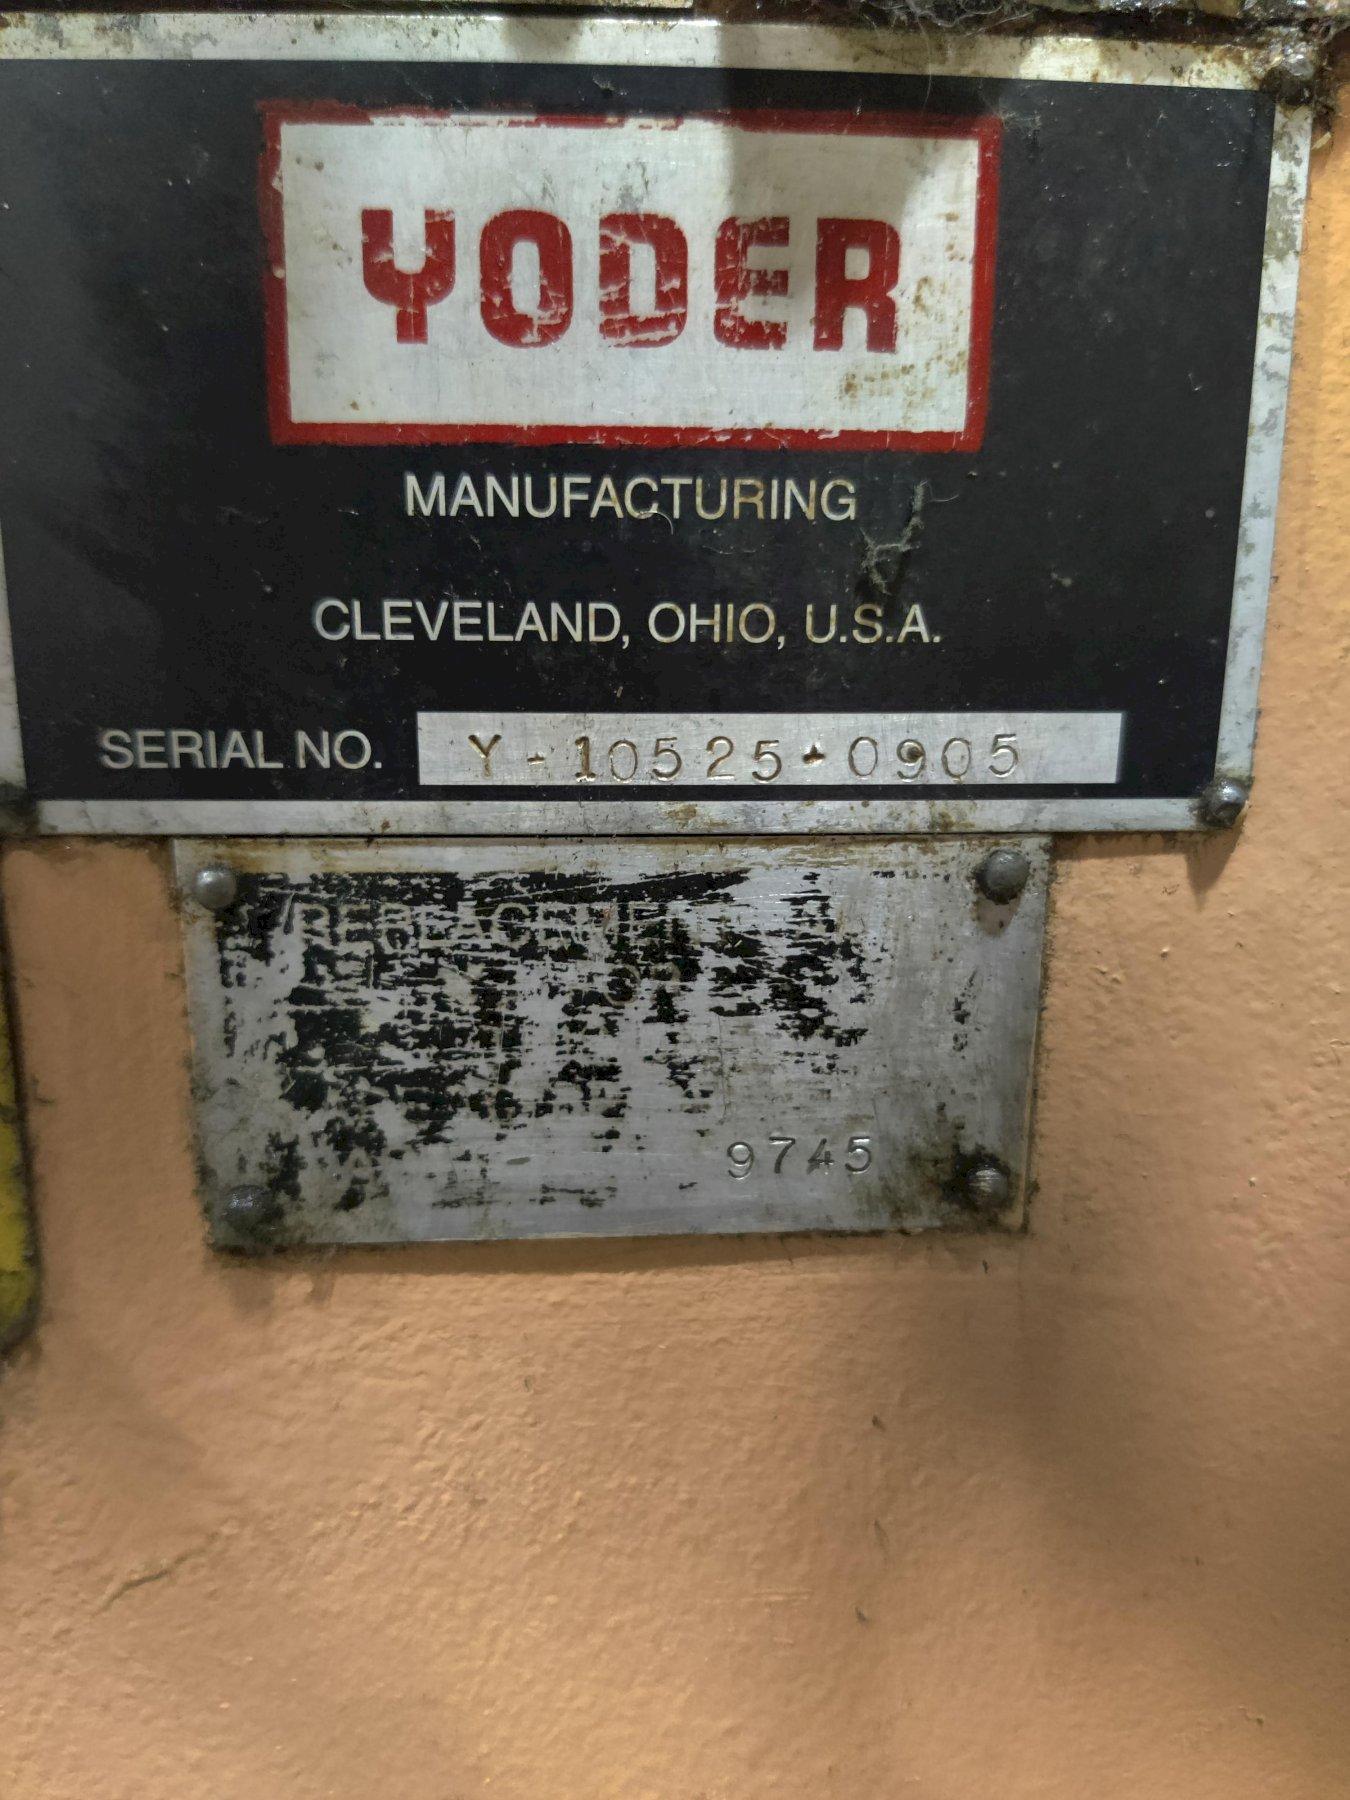 YODER
MANUFACTURING
CLEVELAND, OHIO, U.S.A.
SERIAL NO. Y-10525-0905
9745